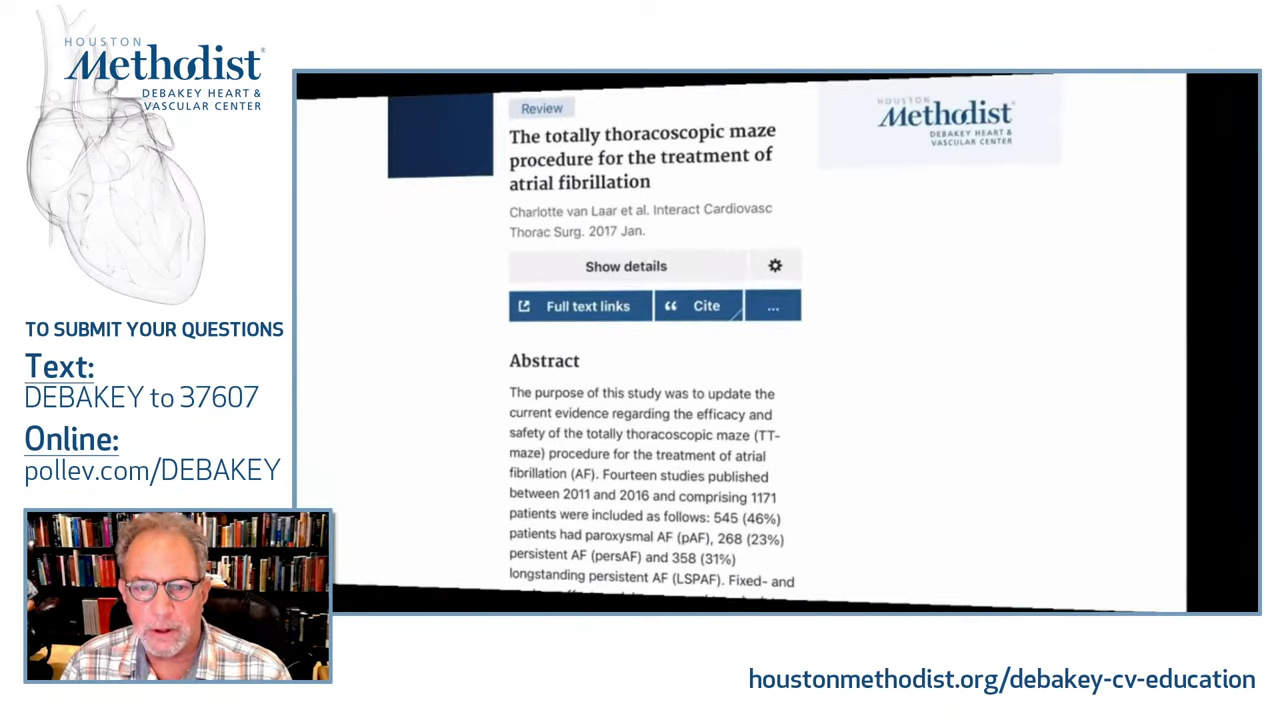 HOUSTON
Methodist
DEBAKEY HEART &
VASCULAR CENTER
TO SUBMIT YOUR QUESTIONS
Text:
DEBAKEY to 37607
Online:
pollev.com/DEBAKEY
Review
The totally thoracoscopic maze
procedure for the treatment of
atrial fibrillation
Charlotte van Laar et al. Interact Cardiovasc
Thorac Surg. 2017 Jan.
Show details
Full text links
Cite
...
Abstract
The purpose of this study was to update the
current evidence regarding the efficacy and
safety of the totally thoracoscopic maze (TT-
maze) procedure for the treatment of atrial
fibrillation (AF). Fourteen studies published
between 2011 and 2016 and comprising 1171
patients were included as follows: 545 (46%)
patients had paroxysmal AF (pAF), 268 (23%)
persistent AF (persAF) and 358 (31%)
longstanding persistent AF (LSPAF). Fixed- and
HOUSTON
Methodist
DEBAKEY HEART &
VASCULAR CENTER
houstonmethodist.org/debakey-cv-education